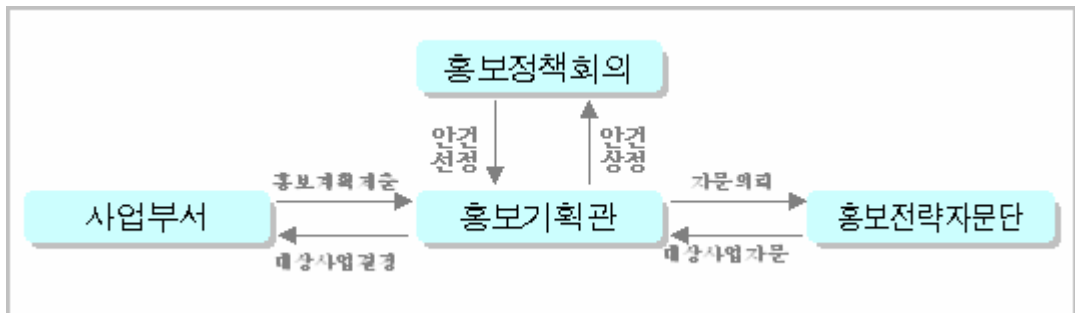 홍보정책회의
안건
선정
안건
상정
홍보계획제출
자문의뢰
사업부서
홍보기획관
홍보전략자문단
대상사업결정
대상사업자문